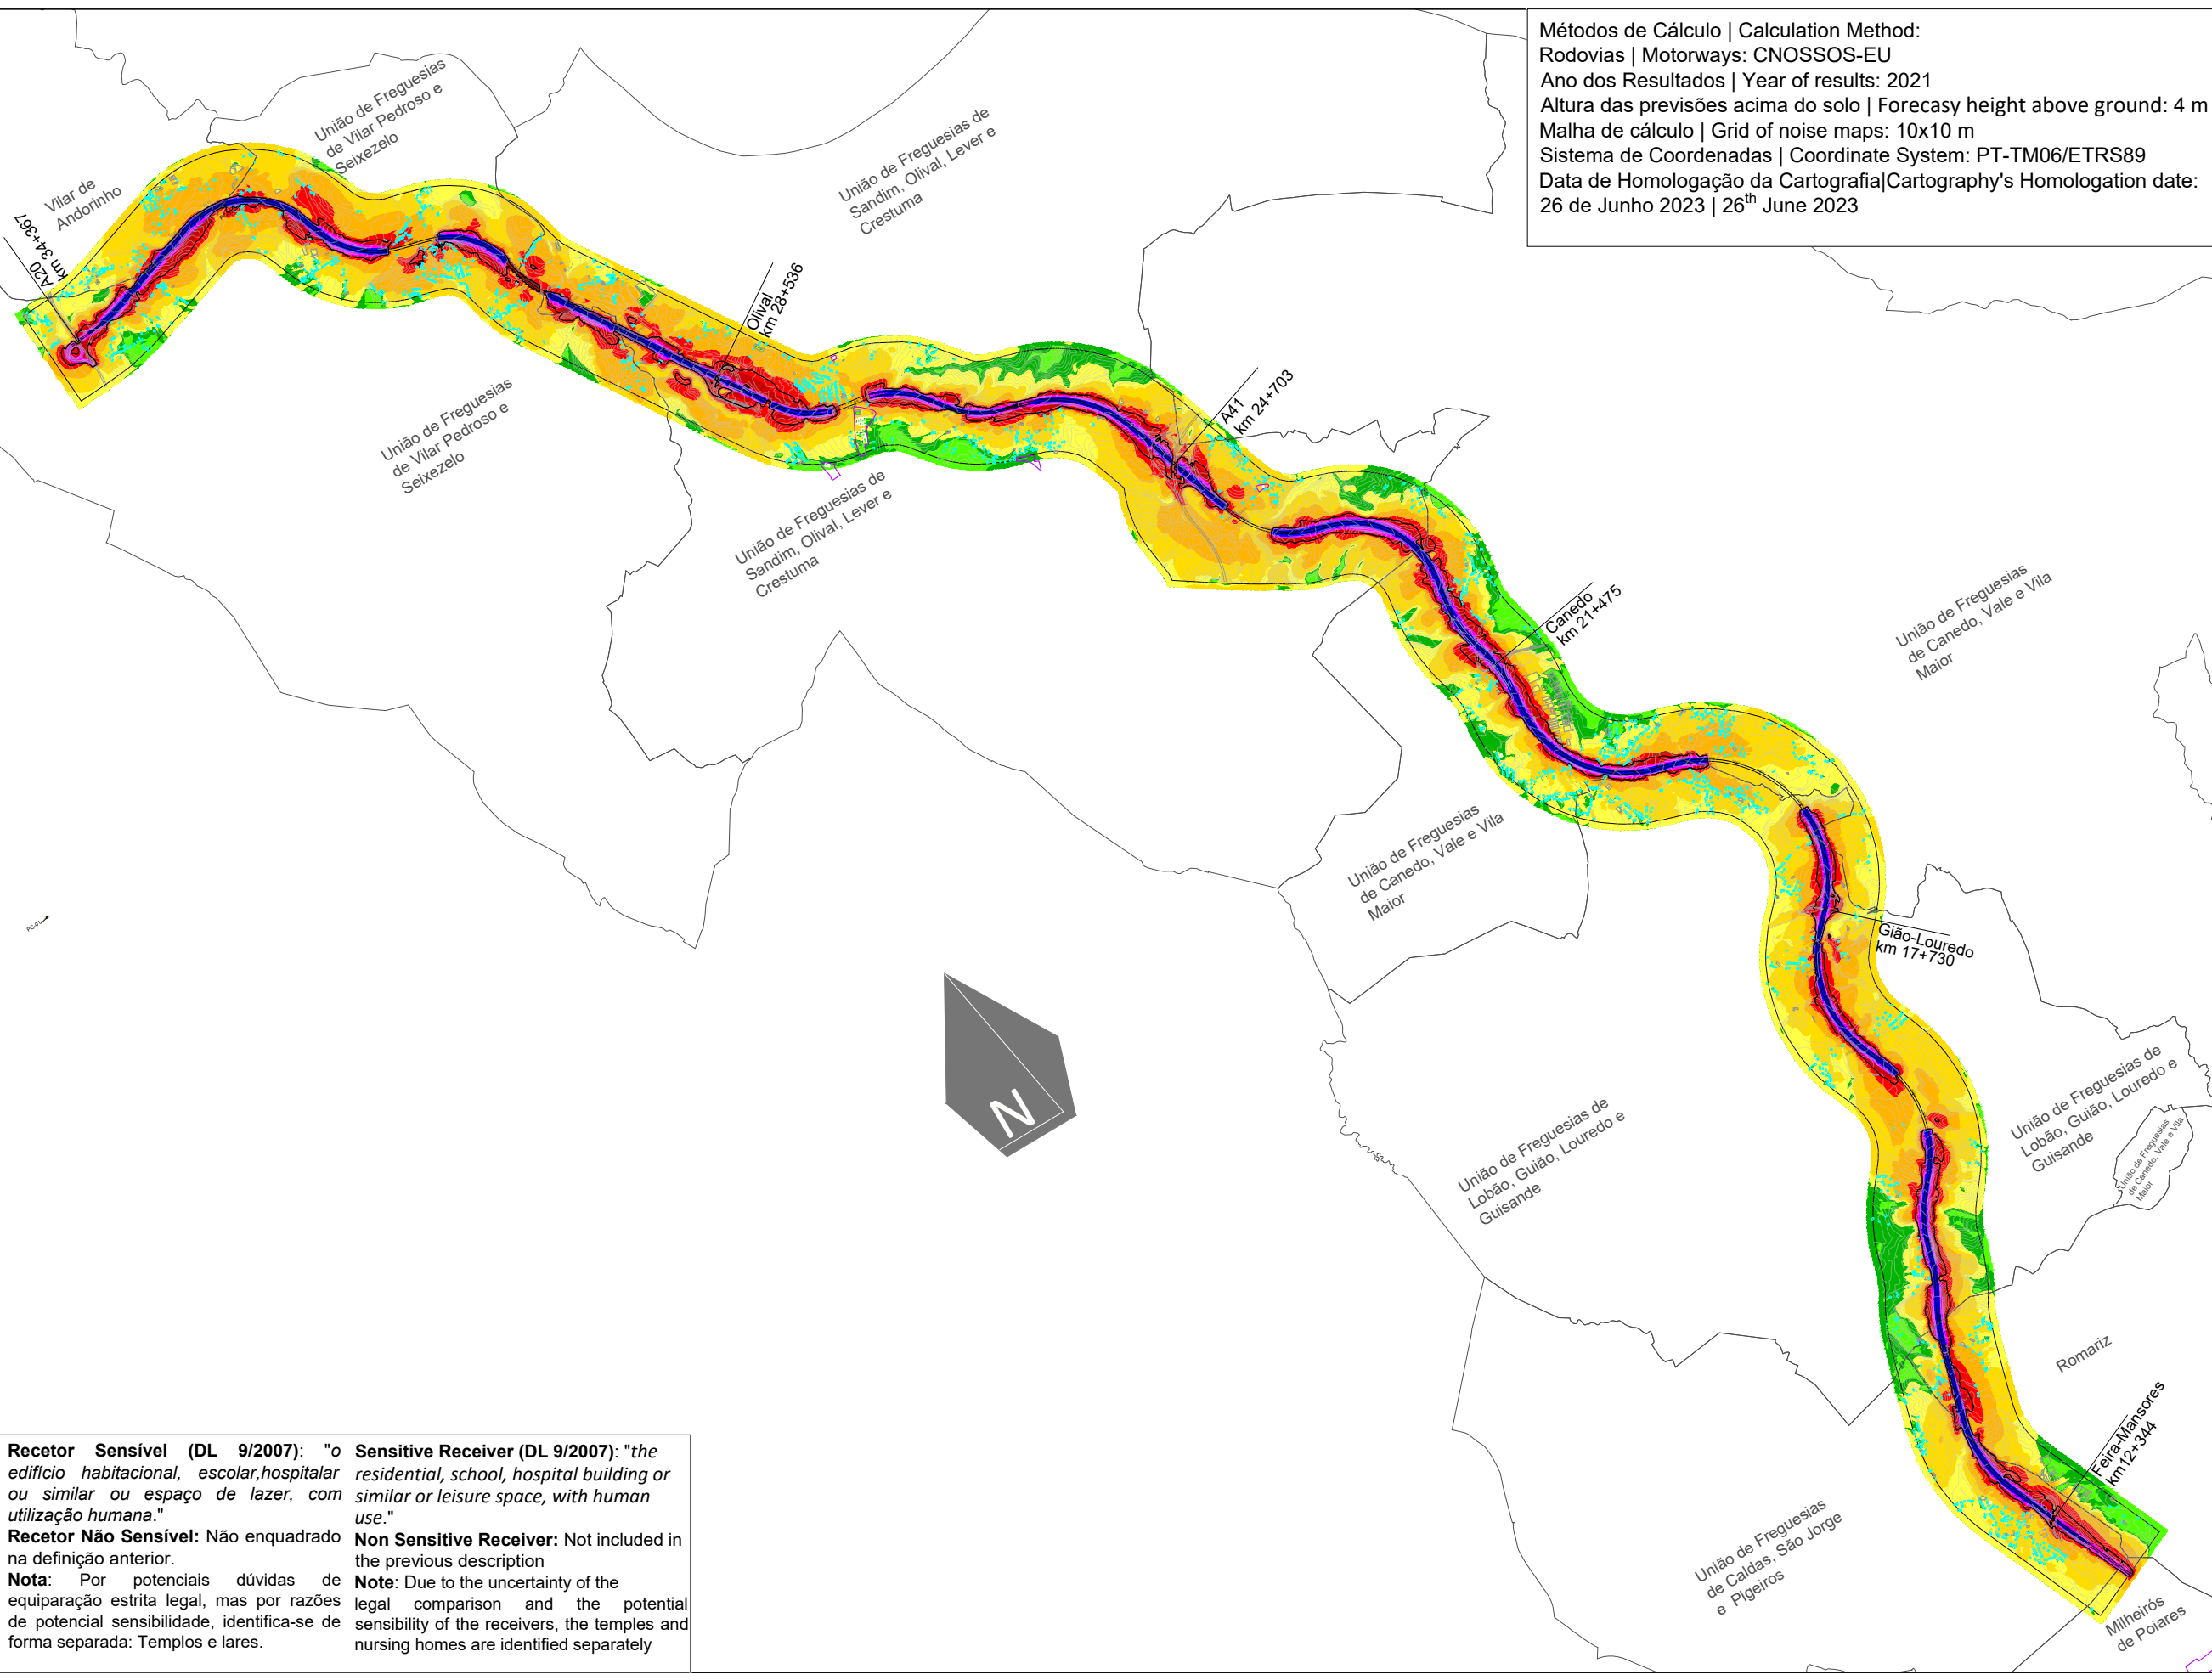 Métodos de Cálculo | Calculation Method:
Rodovias | Motorways: CNOSSOS-EU
Ano dos Resultados | Year of results: 2021
Altura das previsões acima do solo | Forecasy height above ground: 4 m
Malha de cálculo | Grid of noise maps: 10x10 m
Sistema de Coordenadas | Coordinate System: PT-TM06/ETRS89
Data de Homologação da Cartografia|Cartography's Homologation date:
26 de Junho 2023 | 26th June 2023
União de Freguesias
de Vilar Pedroso e
Seixezelo
União de Freguesias de
Sandim, Olival, Lever e
Crestuma
Vilar de
Andorinho
A20
km 34+367
Olival
km 28+536
A41
km 24+703
União de Freguesias
de Vilar Pedroso e
Seixezelo
União de Freguesias de
Sandim, Olival, Lever e
Crestuma
Canedo
km 21+475
União de Freguesias
de Canedo, Vale e Vila
Maior
União de Freguesias
de Canedo, Vale e Vila
Maior
Gião-Louredo
km 17+730
N
União de Freguesias de
Lobão, Guião, Louredo e
Guisande
União de Freguesias de
Lobão, Guião, Louredo e
Guisande
União de Freguesias
de Canedo, Vale e Vila
Maior
Romariz
Feira-Mansores
km12+344
União de Freguesias
de Caldas, São Jorge
e Pigeiros
Milheirós
de Poiares
Recetor Sensível (DL 9/2007): "o
edifício habitacional, escolar,hospitalar
ou similar ou espaço de lazer, com
utilização humana."
Recetor Não Sensível: Não enquadrado
na definição anterior.
Nota: Por potenciais dúvidas de
equiparação estrita legal, mas por razões
de potencial sensibilidade, identifica-se de
forma separada: Templos e lares.
Sensitive Receiver (DL 9/2007): "the
residential, school, hospital building or
similar or leisure space, with human
use."
Non Sensitive Receiver: Not included in
the previous description
Note: Due to the uncertainty of the
legal comparison and the potential
sensibility of the receivers, the temples and
nursing homes are identified separately